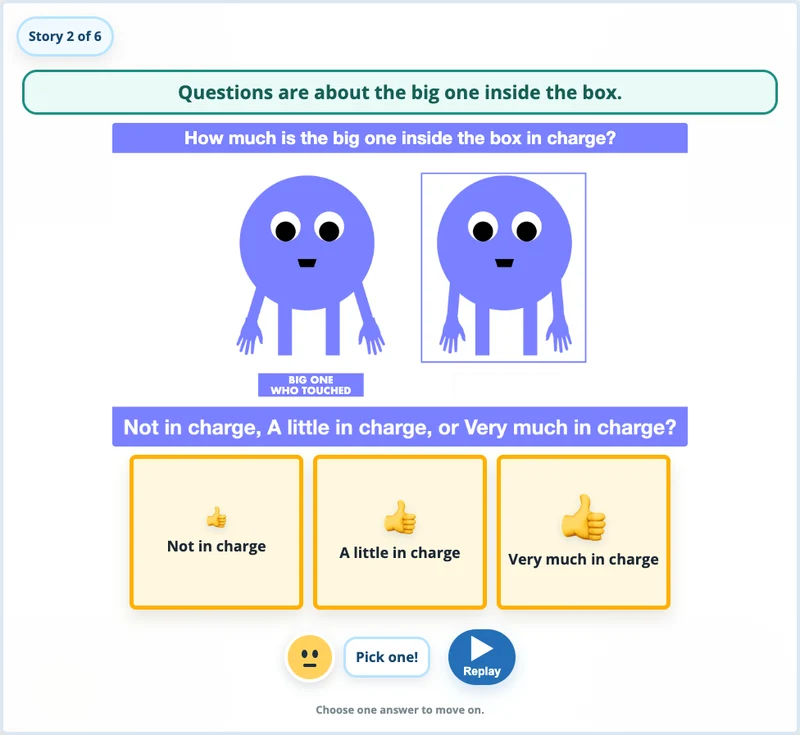 Story 2 of 6
Questions are about the big one inside the box.
How much is the big one inside the box in charge?
BIG ONE
WHO TOUCHED
Not in charge, A little in charge, or Very much in charge?
Not in charge
A little in charge
Very much in charge
Pick one!
Replay
Choose one answer to move on.